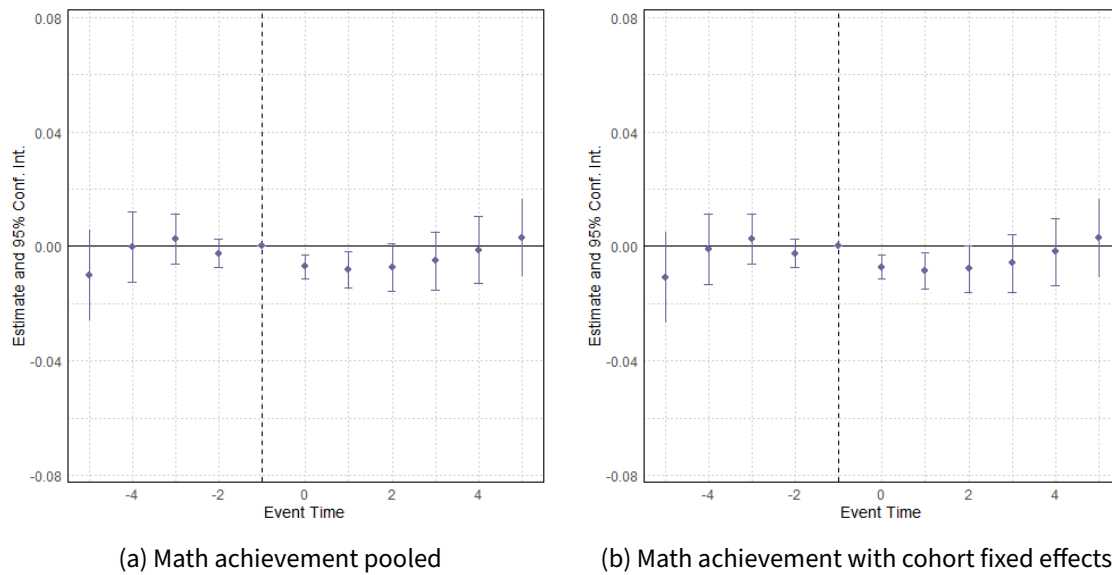 0.08
0.04
0.00
-0.04
-0.08
Estimate and 95% Conf. Int.
-4 -2 0 2 4
Event Time
(a) Math achievement pooled
0.08
0.04
0.00
-0.04
-0.08
Estimate and 95% Conf. Int.
-4 -2 0 2 4
Event Time
(b) Math achievement with cohort fixed effects